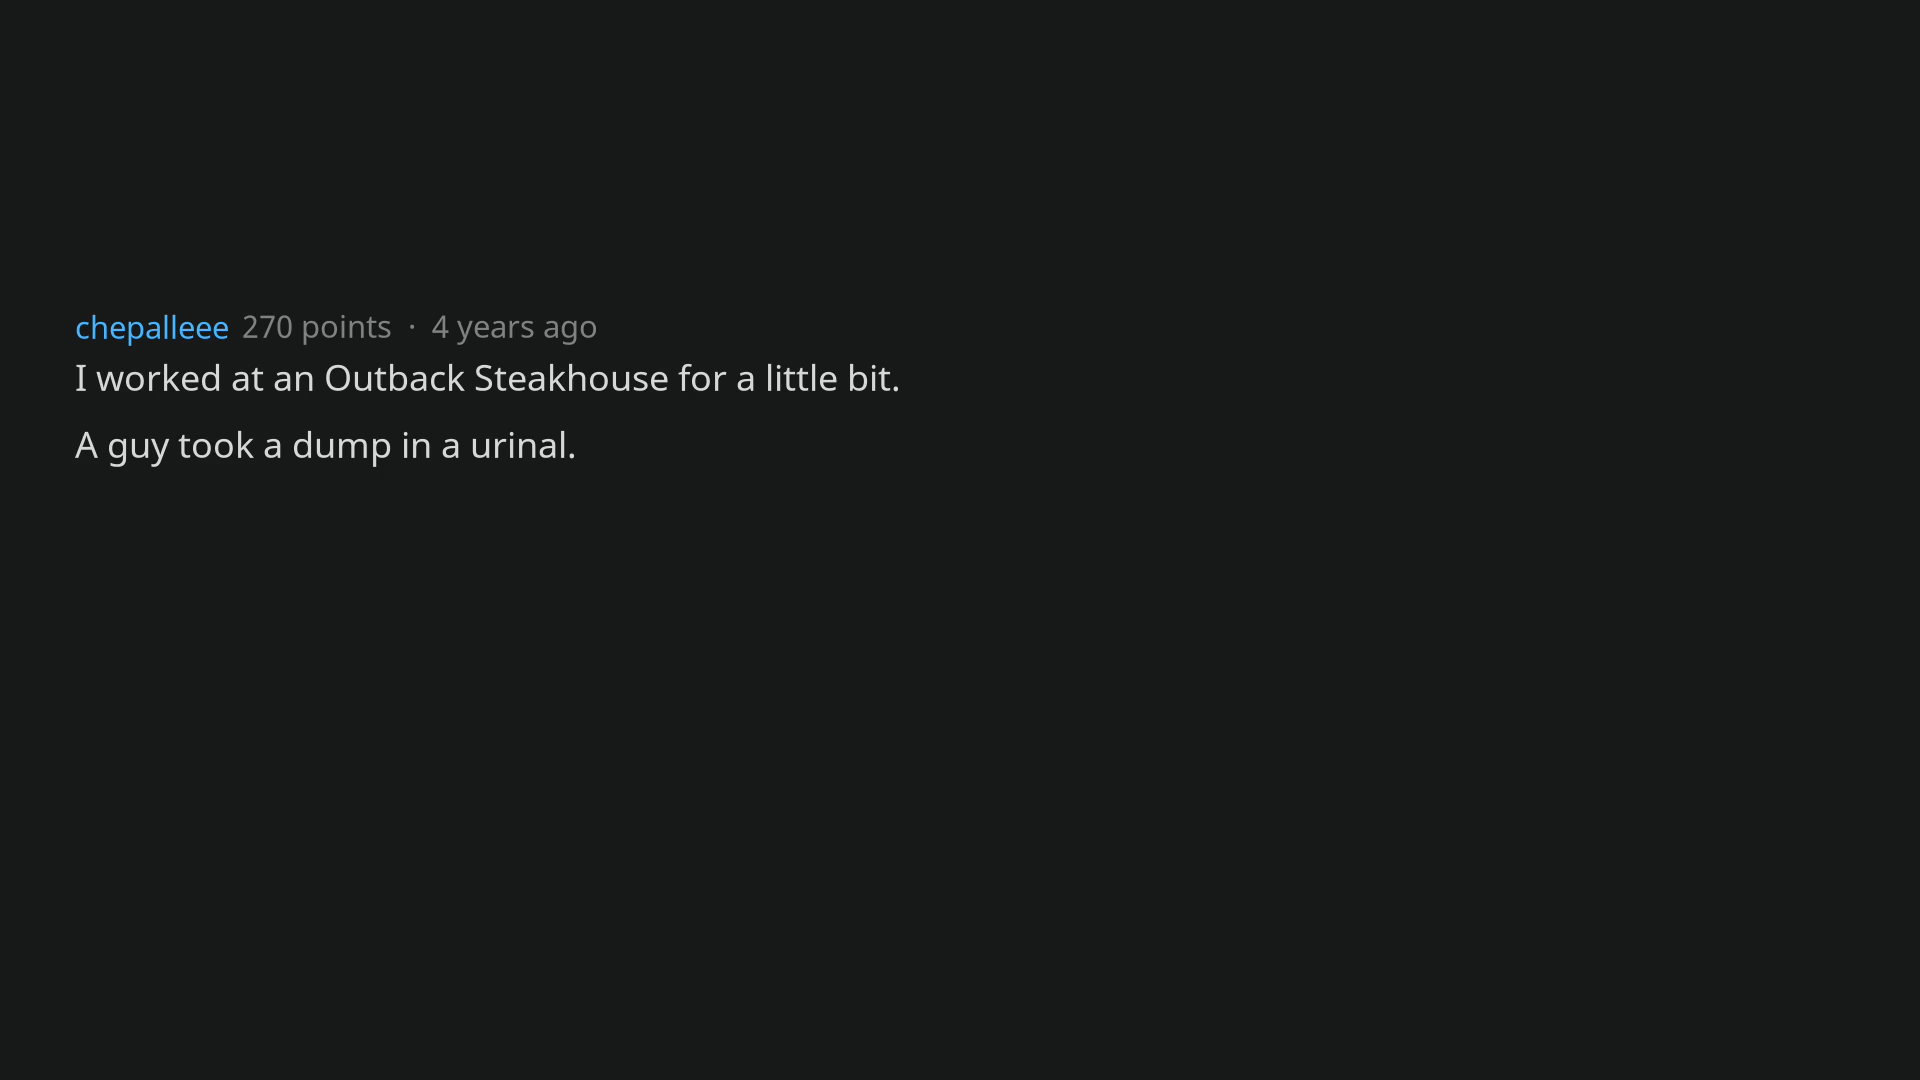 chepalleee 270 points · 4 years ago
I worked at an Outback Steakhouse for a little bit.
A guy took a dump in a urinal.